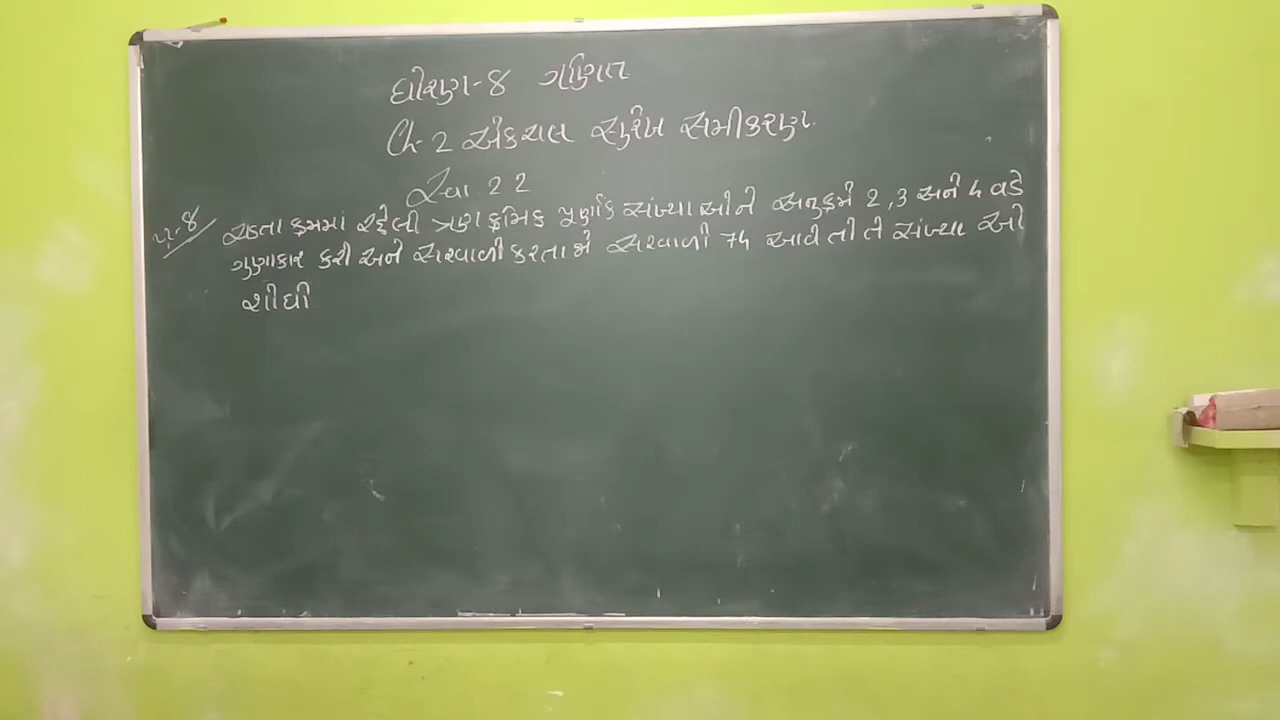 ધોરણ-8 ગણિત
Ch-2 એકચલ સુરેખ સમીકરણ
સ્વા 2 2
પ્ર-8 ચડતા ક્રમમાં રહેલી ત્રણ ક્રમિક પૂર્ણાંક સંખ્યા ઓને અનુક્રમે 2,3 અને 4 વડે
ગુણાકાર કરી અને સરવાળી કરતા જો સરવાળી 74 આવે તો તે સંખ્યા ઓ
શોધો